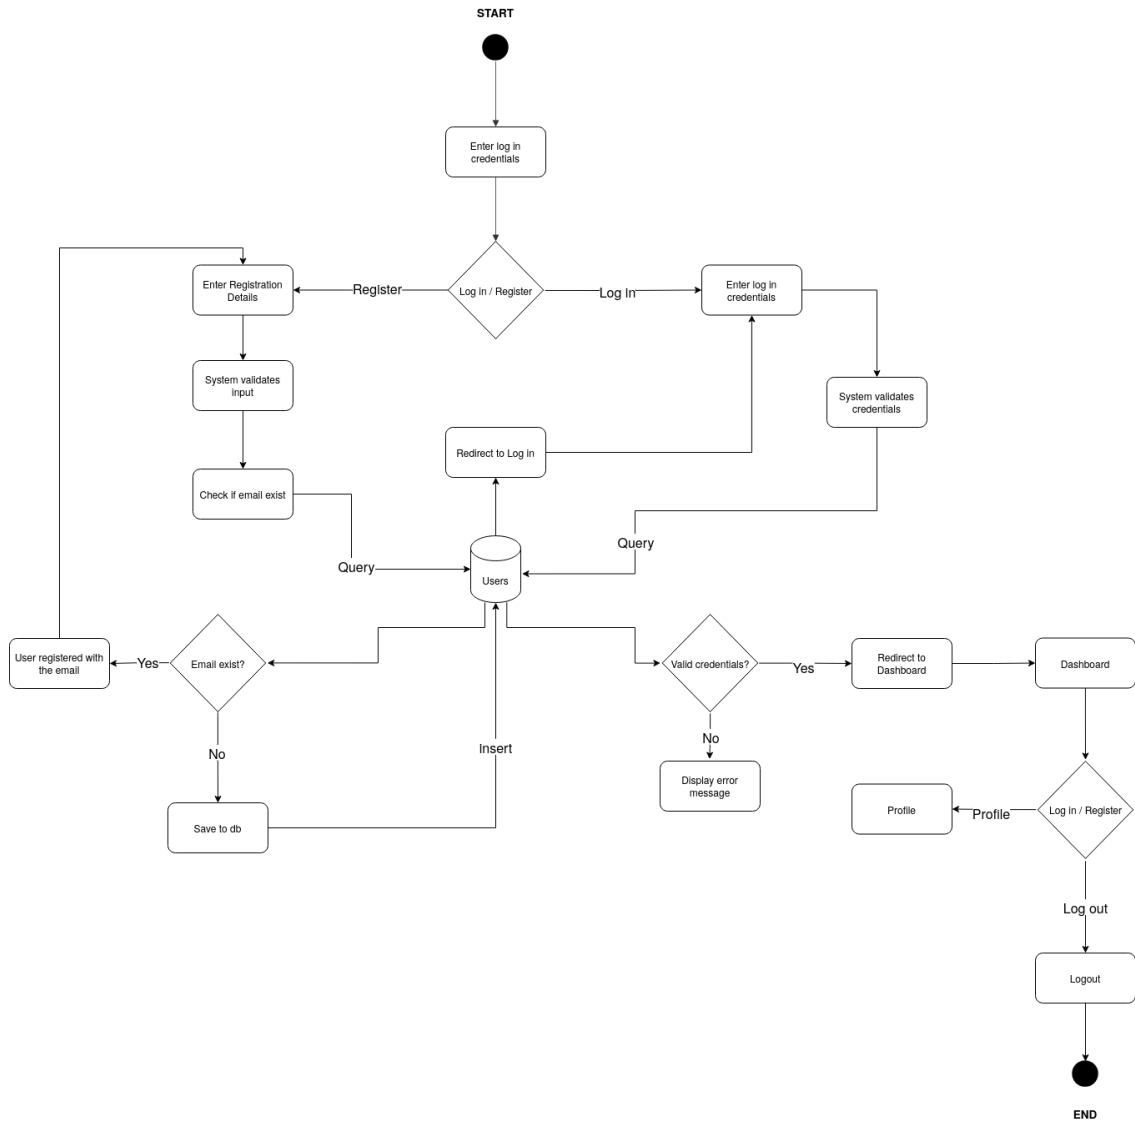 START
Enter log in
credentials
Log in / Register
Register
Log In
Enter Registration
Details
Enter log in
credentials
System validates
input
System validates
credentials
Redirect to Log in
Check if email exist
Query
Query
Users
User registered with
the email
Yes
Email exist?
Valid credentials?
Yes
Redirect to
Dashboard
Dashboard
No
Insert
No
Display error
message
Save to db
Profile
Profile
Log in / Register
Log out
Logout
END